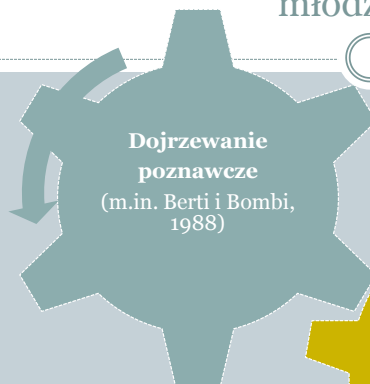 młodz
Dojrzewanie
poznawcze
(m.in. Berti i Bombi,
1988)